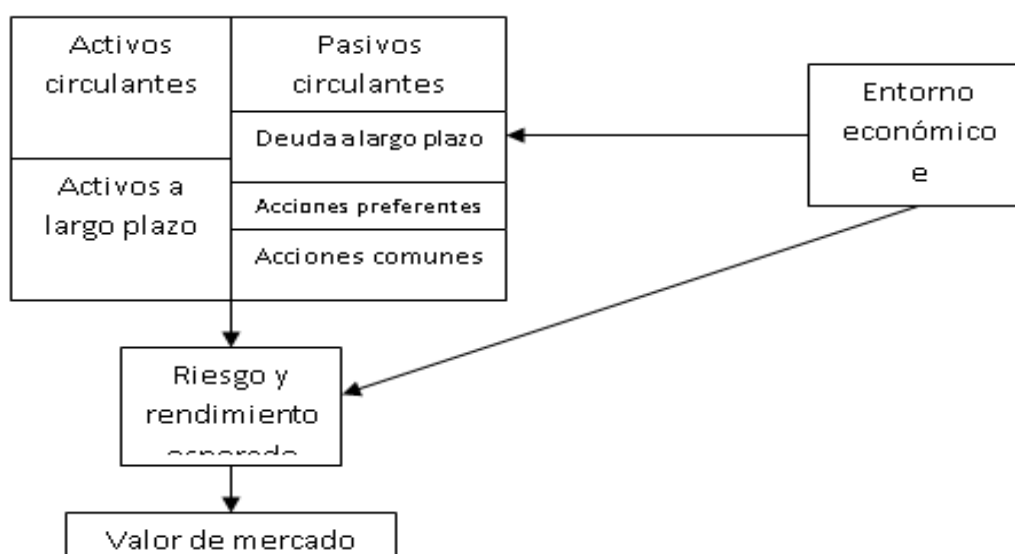 Activos
circulantes
Pasivos
circulantes
Deuda a largo plazo
Activos a
largo plazo
Acciones preferentes
Acciones comunes
Entorno
económico
e
Riesgo y
rendimiento
esperado
Valor de mercado